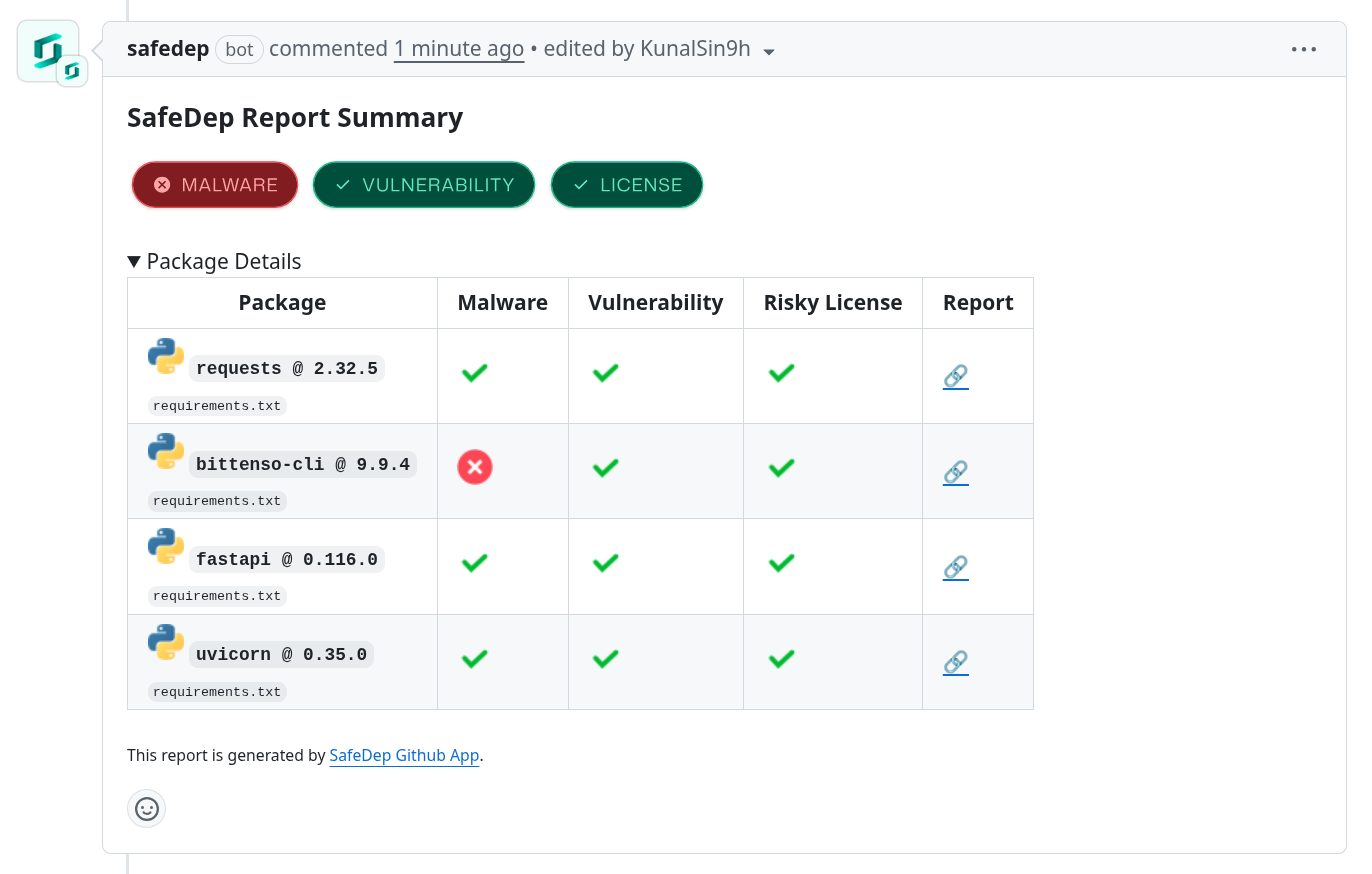 safedep bot commented 1 minute ago • edited by KunalSin9h
SafeDep Report Summary
MALWARE VULNERABILITY LICENSE
Package Details
Package Malware Vulnerability Risky License Report
requests @ 2.32.5
requirements.txt
bittenso-cli @ 9.9.4
requirements.txt
fastapi @ 0.116.0
requirements.txt
uvicorn @ 0.35.0
requirements.txt
This report is generated by SafeDep Github App.